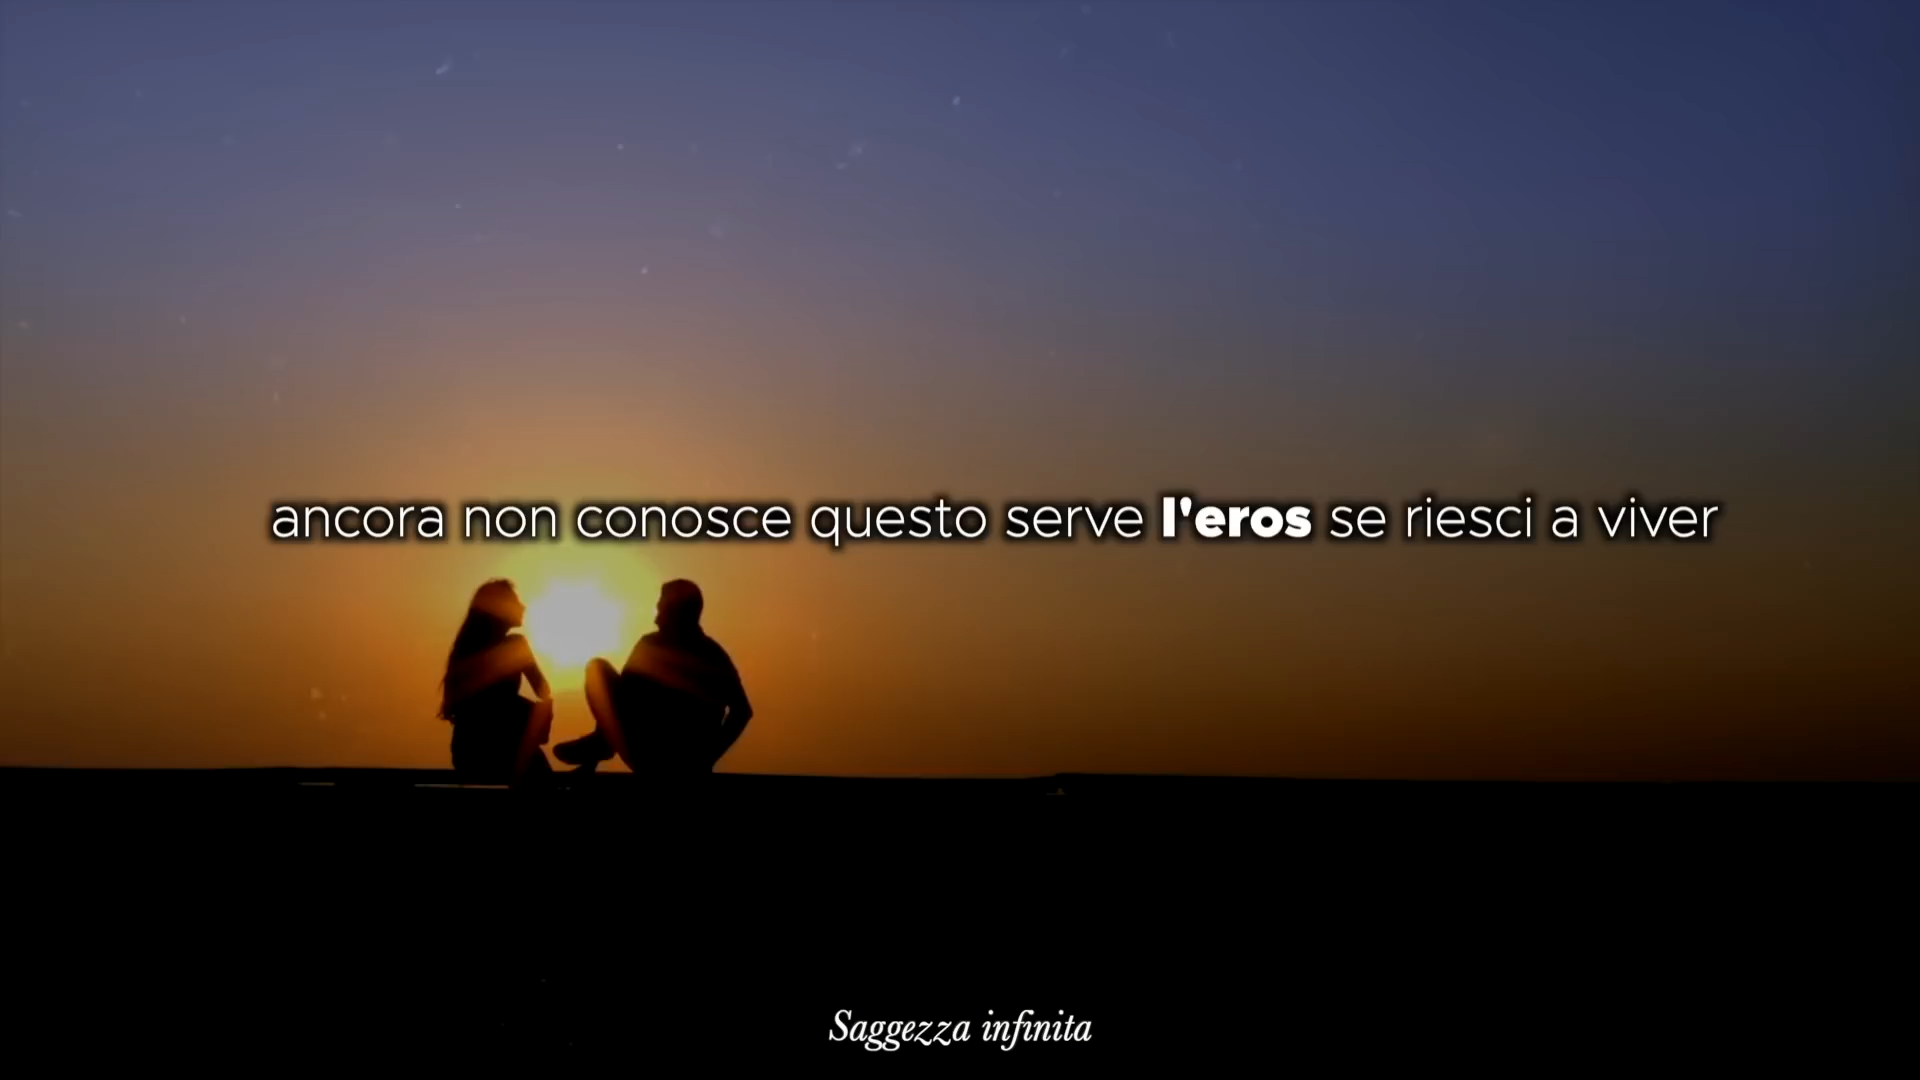 ancora non conosce questo serve l'eros se riesci a viver
Saggezza infinita